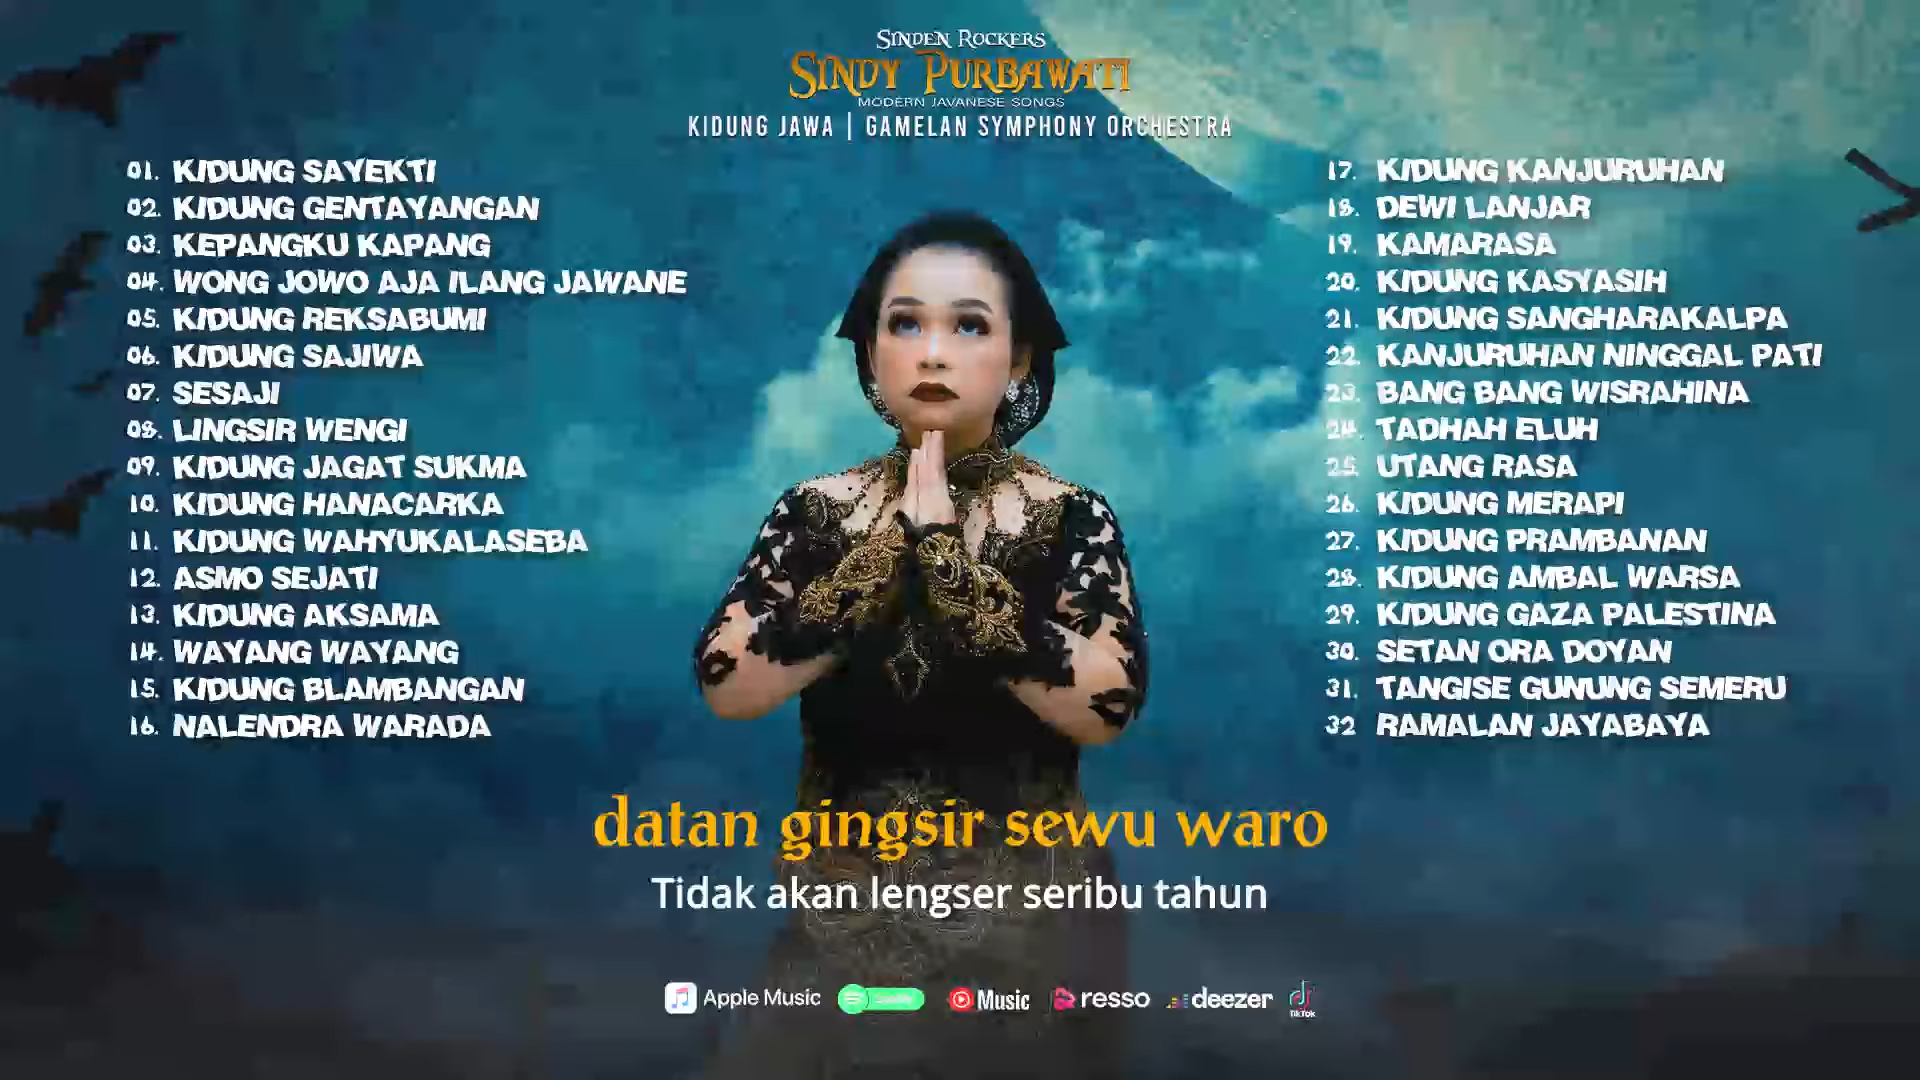 SINDEN ROCKERS
SINDY PURBAWATI
MODERN JAVANESE SONGS
KIDUNG JAWA | GAMELAN SYMPHONY ORCHESTRA
01. KIDUNG SAYEKTI
02. KIDUNG GENTAYANGAN
03. KEPANGKU KAPANG
04. WONG JOWO AJA ILANG JAWANE
05. KIDUNG REKSABUMI
06. KIDUNG SAJIWA
07. SESAJI
08. LINGSIR WENGI
09. KIDUNG JAGAT SUKMA
10. KIDUNG HANACARKA
11. KIDUNG WAHYUKALASEBA
12. ASMO SEJATI
13. KIDUNG AKSAMA
14. WAYANG WAYANG
15. KIDUNG BLAMBANGAN
16. NALENDRA WARADA
17. KIDUNG KANJURUHAN
18. DEWI LANJAR
19. KAMARASA
20. KIDUNG KASYASIH
21. KIDUNG SANGHARAKALPA
22. KANJURUHAN NINGGAL PATI
23. BANG BANG WISRAHINA
24. TADHAH ELUH
25. UTANG RASA
26. KIDUNG MERAPI
27. KIDUNG PRAMBANAN
28. KIDUNG AMBAL WARSA
29. KIDUNG GAZA PALESTINA
30. SETAN ORA DOYAN
31. TANGISE GUNUNG SEMERU
32 RAMALAN JAYABAYA
datan gingsir sewu waro
Tidak akan lengser seribu tahun
Apple Music Music resso deezer TikTok